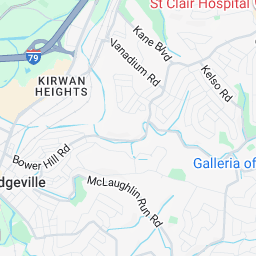 St Clair Hospital
Kane Blvd
Vanadium Rd
79
KIRWAN
HEIGHTS
Kelso Rd
Bower Hill Rd
Galleria of
dgeville
McLaughlin Run Rd